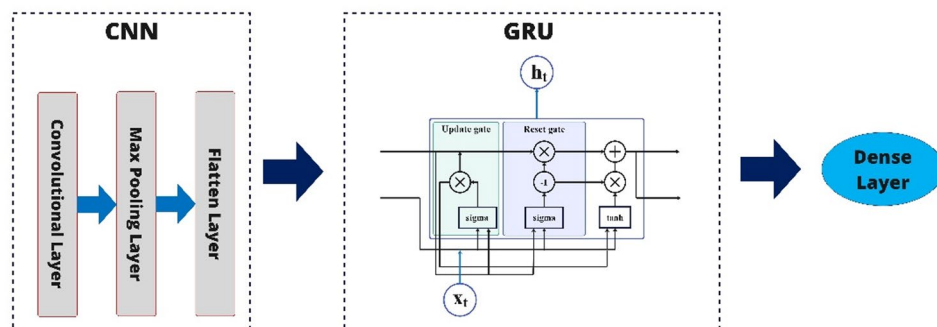 CNN
Convolutional Layer
Max Pooling Layer
Flatten Layer
GRU
hₜ
Update gate
Reset gate
×
+
×
-1
×
sigma
sigma
tanh
xₜ
Dense
Layer